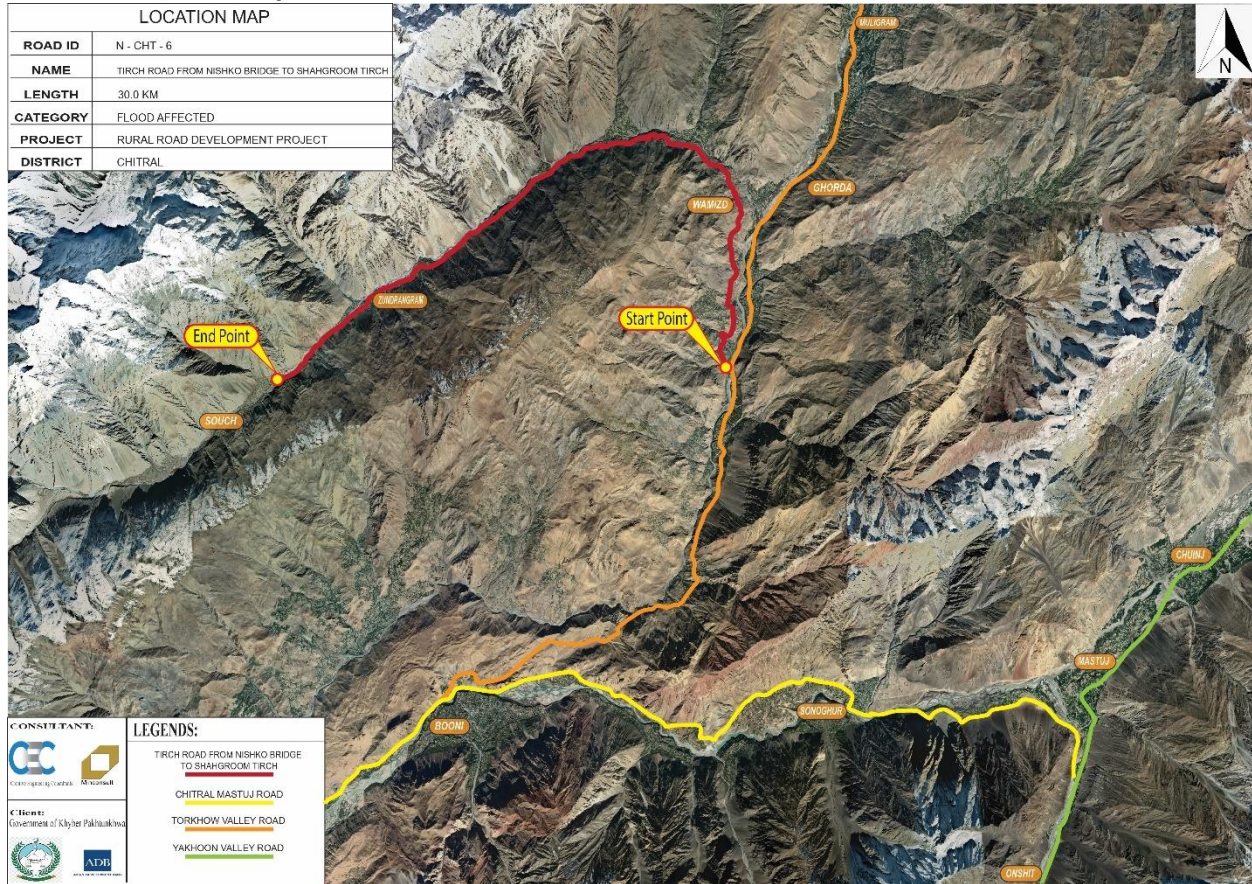 LOCATION MAP
ROAD ID N - CHT - 6
NAME TIRCH ROAD FROM NISHKO BRIDGE TO SHAHGROOM TIRCH
LENGTH 30.0 KM
CATEGORY FLOOD AFFECTED
PROJECT RURAL ROAD DEVELOPMENT PROJECT
DISTRICT CHITRAL
N
MULIGRAM
GHORDA
WAMIZD
ZUNDRANGRAM
Start Point
End Point
SOUCH
CHUINJ
MASTUJ
SONOGHUR
BOONI
ONSHIT
CONSULTANT:
CEC
Minconsult
Client:
Government of Khyber Pakhtunkhwa
ADB
LEGENDS:
TIRCH ROAD FROM NISHKO BRIDGE
TO SHAHGROOM TIRCH
CHITRAL MASTUJ ROAD
TORKHOW VALLEY ROAD
YAKHOON VALLEY ROAD